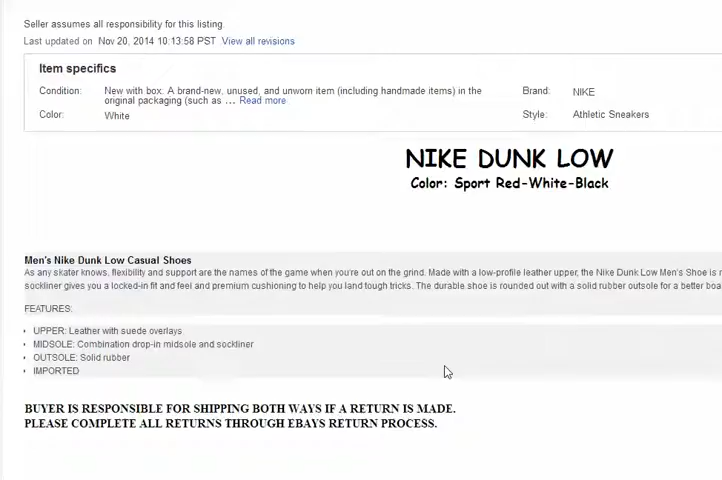 Seller assumes all responsibility for this listing.
Last updated on Nov 20, 2014 10:13:58 PST View all revisions
Item specifics
Condition: New with box. A brand-new, unused, and unworn item (including handmade items) in the Brand: NIKE
original packaging (such as ... Read more
Color: White Style: Athletic Sneakers
NIKE DUNK LOW
Color: Sport Red-White-Black
Men's Nike Dunk Low Casual Shoes
As any skater knows, flexibility and support are the names of the game when you're out on the grind. Made with a low-profile leather upper, the Nike Dunk Low Men's Shoe is
sockliner gives you a locked-in fit and feel and premium cushioning to help you land tough tricks. The durable shoe is rounded out with a solid rubber outsole for a better
FEATURES:
UPPER: Leather with suede overlays
MIDSOLE: Combination drop-in midsole and sockliner
OUTSOLE: Solid rubber
IMPORTED
BUYER IS RESPONSIBLE FOR SHIPPING BOTH WAYS IF A RETURN IS MADE.
PLEASE COMPLETE ALL RETURNS THROUGH EBAYS RETURN PROCESS.